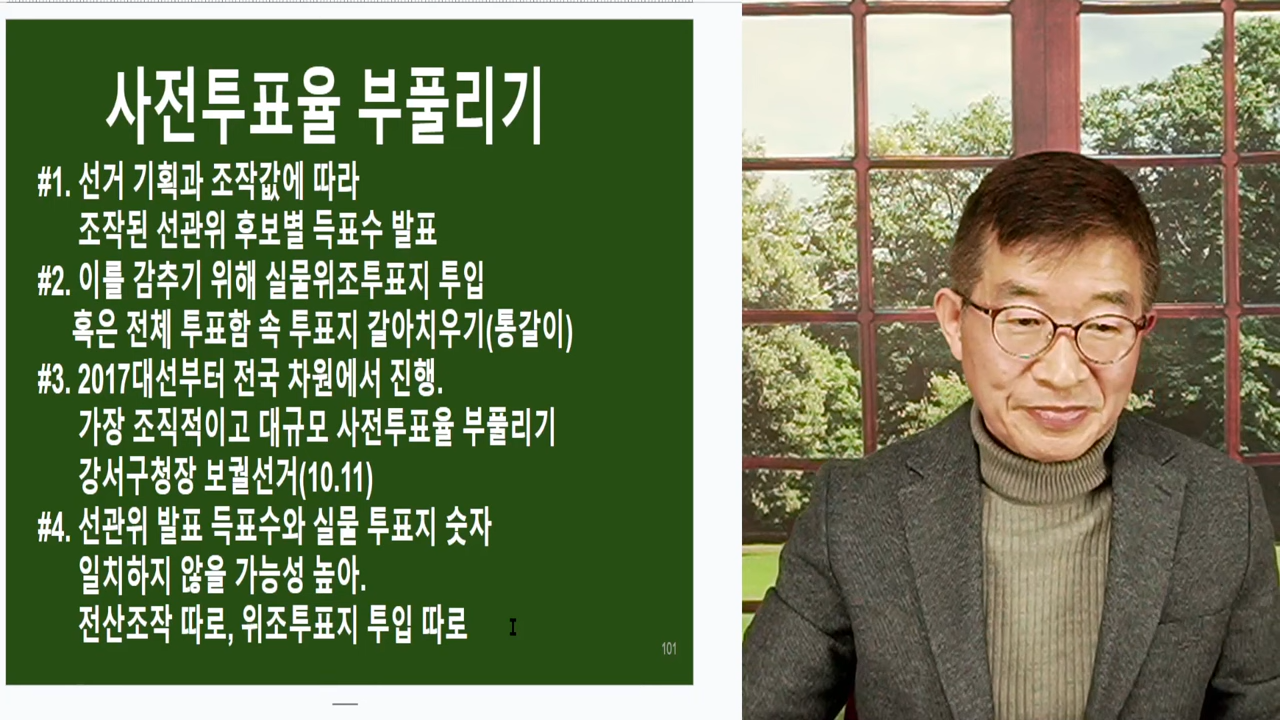 사전투표율 부풀리기
#1. 선거 기획과 조작값에 따라
조작된 선관위 후보별 득표수 발표
#2. 이를 감추기 위해 실물위조투표지 투입
혹은 전체 투표함 속 투표지 갈아치우기(통갈이)
#3. 2017대선부터 전국 차원에서 진행.
가장 조직적이고 대규모 사전투표율 부풀리기
강서구청장 보궐선거(10.11)
#4. 선관위 발표 득표수와 실물 투표지 숫자
일치하지 않을 가능성 높아.
전산조작 따로, 위조투표지 투입 따로
101